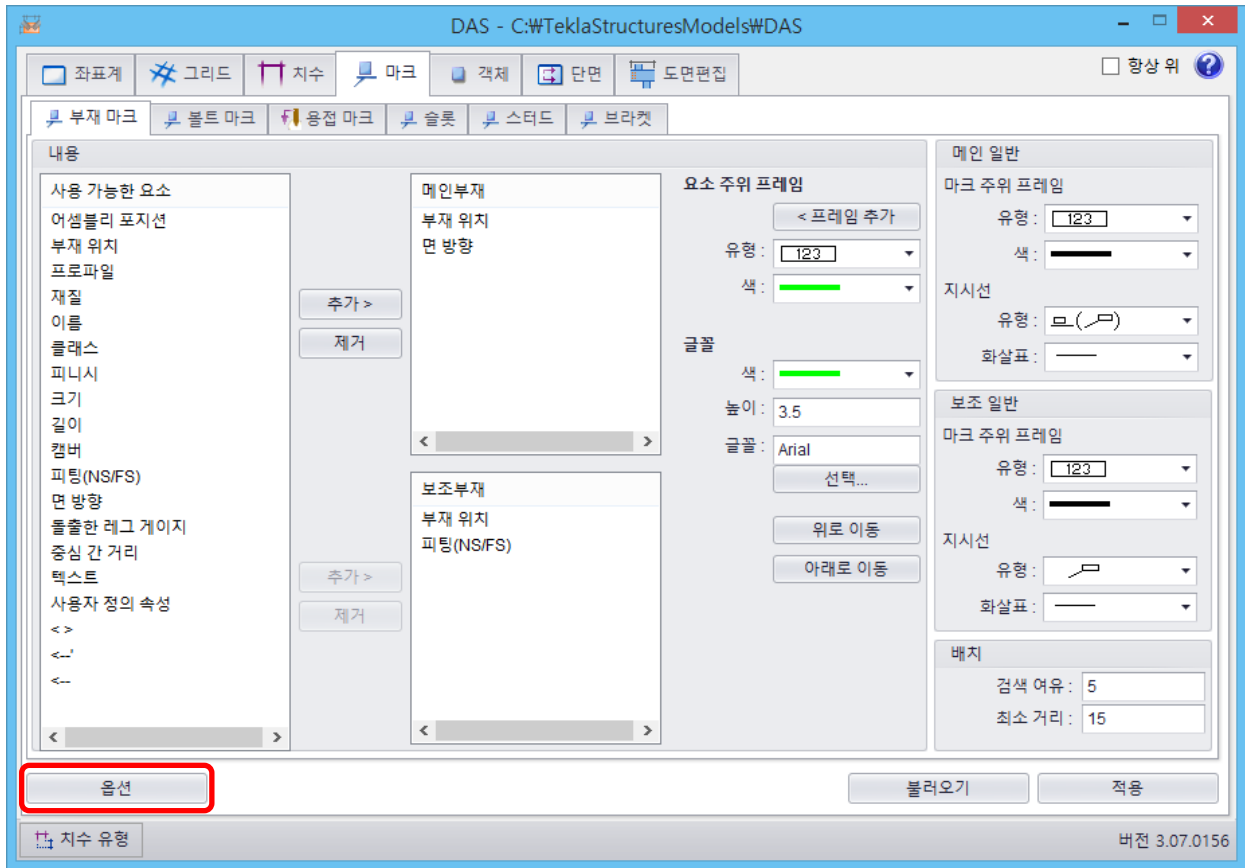 DAS - C:₩TeklaStructuresModels₩DAS
좌표계
그리드
치수
마크
객체
단면
도면편집
항상 위
부재 마크
볼트 마크
용접 마크
슬롯
스터드
브라켓
내용
사용 가능한 요소
어셈블리 포지션
부재 위치
프로파일
재질
이름
클래스
피니시
크기
길이
캠버
피팅(NS/FS)
면 방향
돌출한 레그 게이지
중심 간 거리
텍스트
사용자 정의 속성
< >
<--'
<--
추가 >
제거
추가 >
제거
메인부재
부재 위치
면 방향
보조부재
부재 위치
피팅(NS/FS)
요소 주위 프레임
< 프레임 추가
유형 : 123
색 :
글꼴
색 :
높이 : 3.5
글꼴 : Arial
선택...
위로 이동
아래로 이동
메인 일반
마크 주위 프레임
유형 : 123
색 :
지시선
유형 :
화살표 :
보조 일반
마크 주위 프레임
유형 : 123
색 :
지시선
유형 :
화살표 :
배치
검색 여유 : 5
최소 거리 : 15
옵션
불러오기
적용
치수 유형
버전 3.07.0156